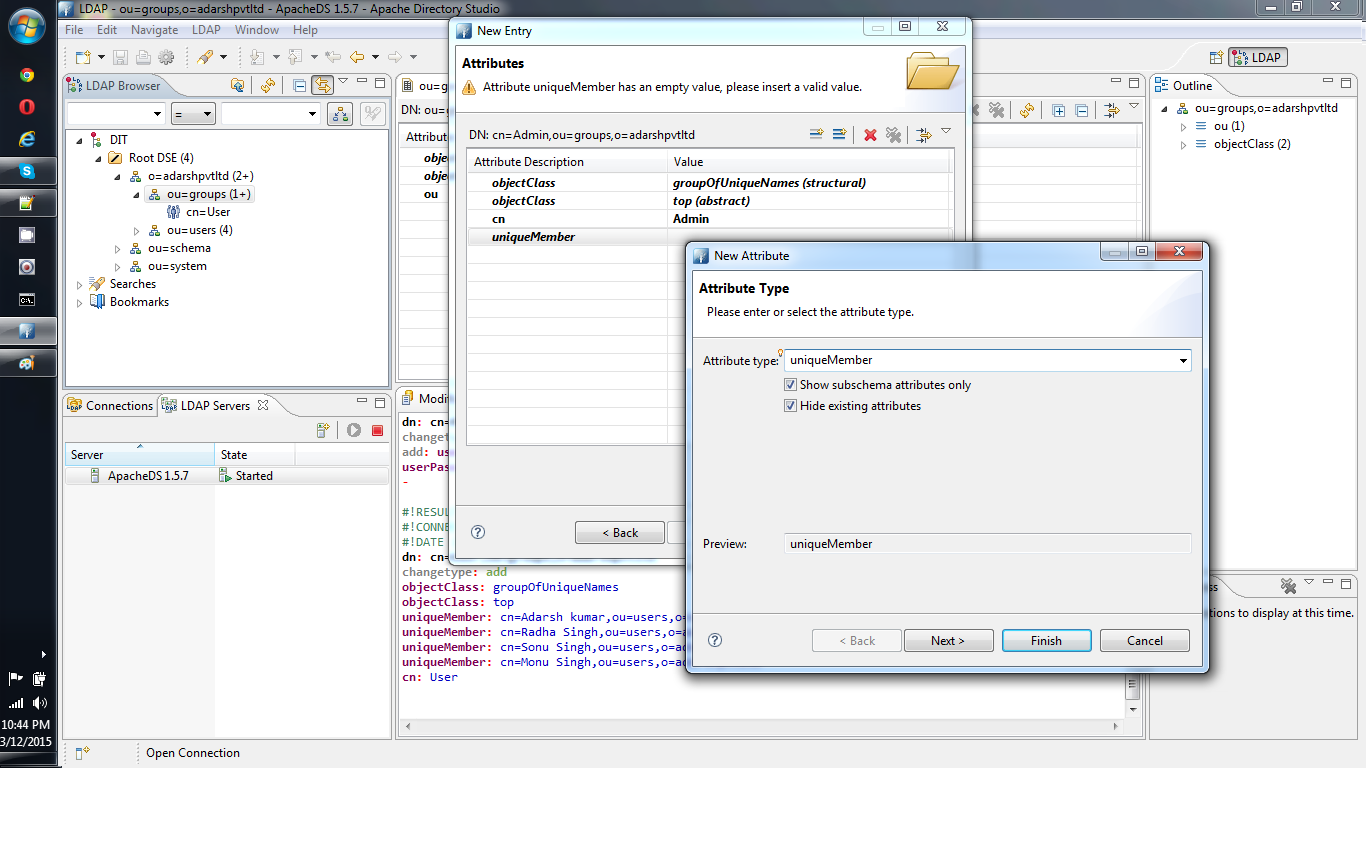 LDAP - ou=groups,o=adarshpvtltd - ApacheDS 1.5.7 - Apache Directory Studio
File Edit Navigate LDAP Window Help
LDAP
LDAP Browser
=
DIT
Root DSE (4)
o=adarshpvtltd (2+)
ou=groups (1+)
cn=User
ou=users (4)
ou=schema
ou=system
Searches
Bookmarks
Connections
LDAP Servers
Server State
ApacheDS 1.5.7 Started
ou=g
DN: ou=
Attribut
obje
obje
ou
New Entry
Attributes
Attribute uniqueMember has an empty value, please insert a valid value.
DN: cn=Admin,ou=groups,o=adarshpvtltd
Attribute Description Value
objectClass groupOfUniqueNames (structural)
objectClass top (abstract)
cn Admin
uniqueMember
< Back
New Attribute
Attribute Type
Please enter or select the attribute type.
Attribute type: uniqueMember
Show subschema attributes only
Hide existing attributes
Preview: uniqueMember
< Back Next > Finish Cancel
Outline
ou=groups,o=adarshpvtltd
ou (1)
objectClass (2)
Modif
dn: cn=
changet
add: us
userPas
-
#!RESUL
#!CONNE
#!DATE
dn: cn=
changetype: add
objectClass: groupOfUniqueNames
objectClass: top
uniqueMember: cn=Adarsh kumar,ou=users,o=
uniqueMember: cn=Radha Singh,ou=users,o=a
uniqueMember: cn=Sonu Singh,ou=users,o=ad
uniqueMember: cn=Monu Singh,ou=users,o=ad
cn: User
ss
tions to display at this time.
C:\.
10:44 PM
3/12/2015
Open Connection